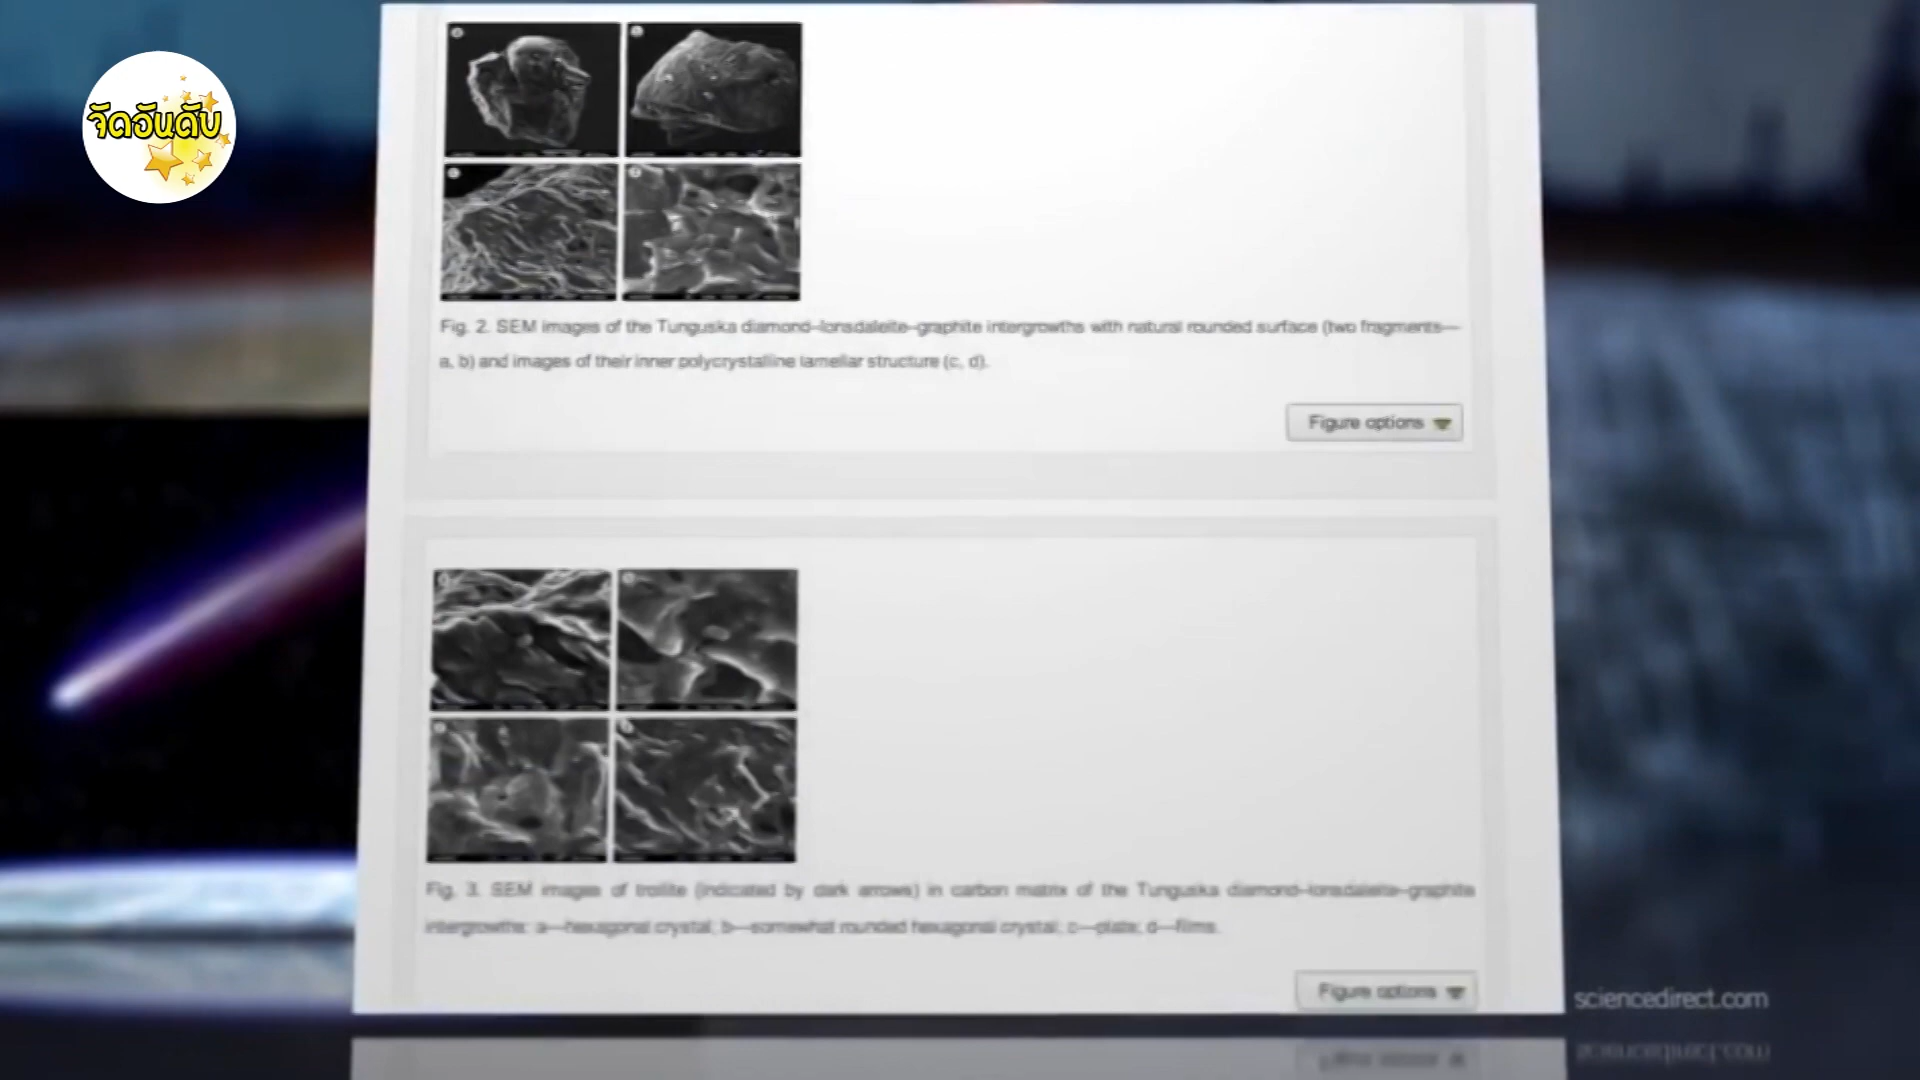 จัดอันดับ
Fig. 2. SEM images of the Tunguska diamond–lonsdaleite–graphite intergrowths with natural rounded surface (two fragments—
a, b) and images of their inner polycrystalline lamellar structure (c, d).
Figure options
Fig. 3. SEM images of troilite (indicated by dark arrows) in carbon matrix of the Tunguska diamond–lonsdaleite–graphite
intergrowths: a—hexagonal crystal; b—somewhat rounded hexagonal crystal; c—plate; d—films.
Figure options
sciencedirect.com